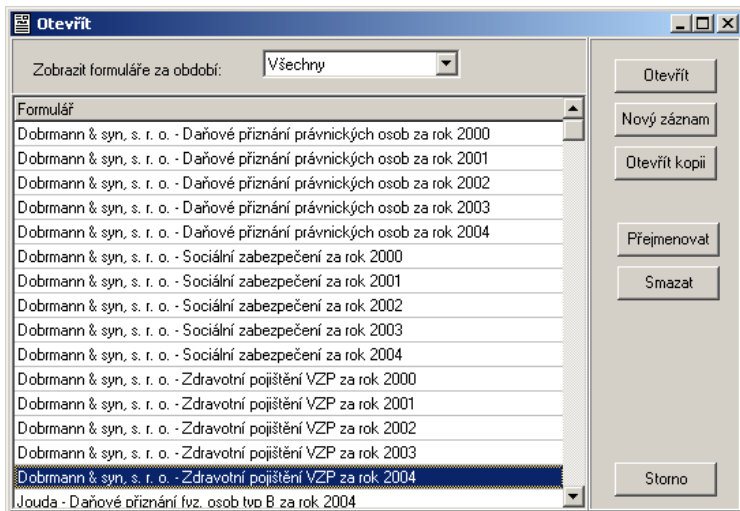 Otevřít
Zobrazit formuláře za období:
Všechny
Formulář
Dobrmann & syn, s. r. o. - Daňové přiznání právnických osob za rok 2000
Dobrmann & syn, s. r. o. - Daňové přiznání právnických osob za rok 2001
Dobrmann & syn, s. r. o. - Daňové přiznání právnických osob za rok 2002
Dobrmann & syn, s. r. o. - Daňové přiznání právnických osob za rok 2003
Dobrmann & syn, s. r. o. - Daňové přiznání právnických osob za rok 2004
Dobrmann & syn, s. r. o. - Sociální zabezpečení za rok 2000
Dobrmann & syn, s. r. o. - Sociální zabezpečení za rok 2001
Dobrmann & syn, s. r. o. - Sociální zabezpečení za rok 2002
Dobrmann & syn, s. r. o. - Sociální zabezpečení za rok 2003
Dobrmann & syn, s. r. o. - Sociální zabezpečení za rok 2004
Dobrmann & syn, s. r. o. - Zdravotní pojištění VZP za rok 2000
Dobrmann & syn, s. r. o. - Zdravotní pojištění VZP za rok 2001
Dobrmann & syn, s. r. o. - Zdravotní pojištění VZP za rok 2002
Dobrmann & syn, s. r. o. - Zdravotní pojištění VZP za rok 2003
Dobrmann & syn, s. r. o. - Zdravotní pojištění VZP za rok 2004
Jouda - Daňové přiznání fyz. osob typ B za rok 2004
Otevřít
Nový záznam
Otevřít kopii
Přejmenovat
Smazat
Storno